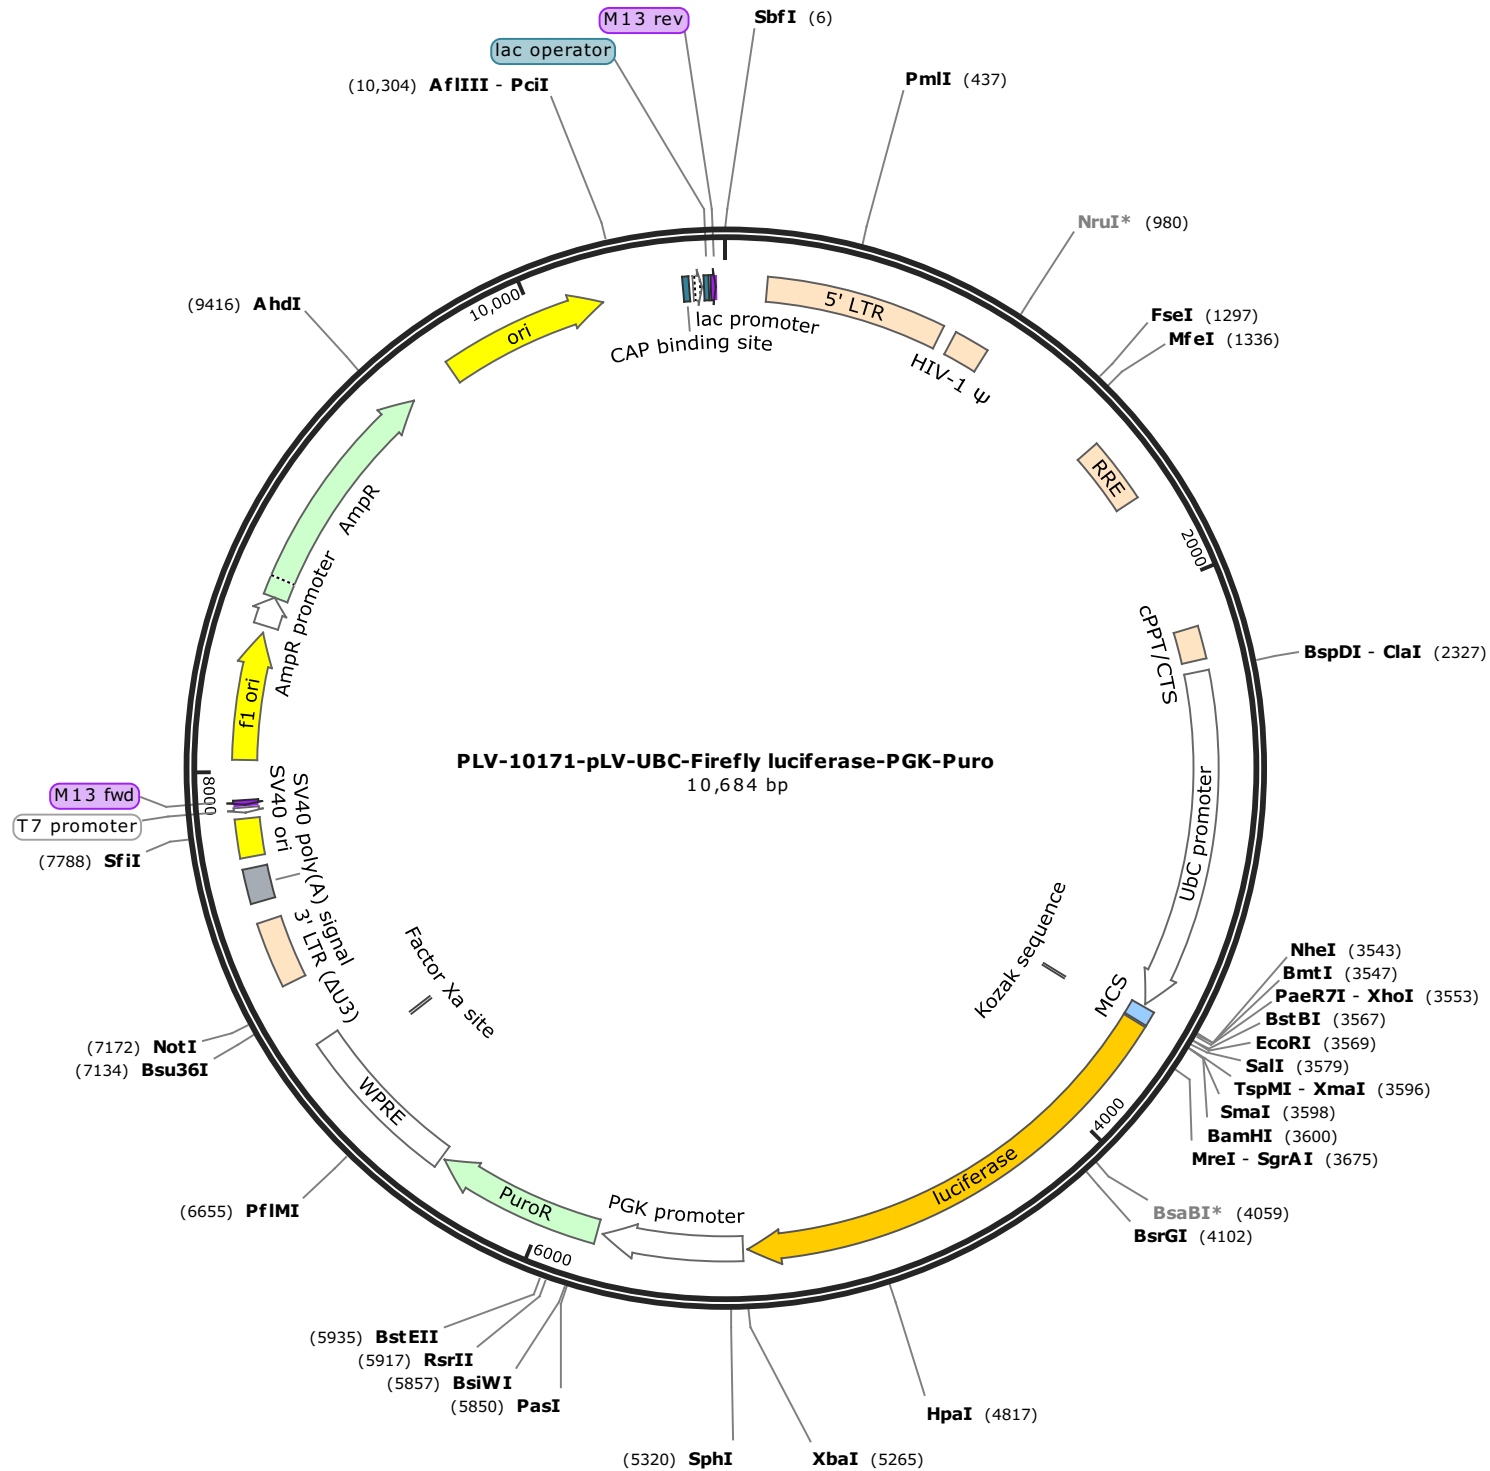 M13 rev
SbfI (6)
lac operator
(10,304) AflIII - PciI
PmlI (437)
NruI* (980)
(9416) AhdI
10,000
ori
lac promoter
CAP binding site
5' LTR
HIV-1 Ψ
FseI (1297)
MfeI (1336)
RRE
2000
AmpR
AmpR promoter
cPPT/CTS
BspDI - ClaI (2327)
f1 ori
UbC promoter
PLV-10171-pLV-UBC-Firefly luciferase-PGK-Puro
10,684 bp
M13 fwd
8000
T7 promoter
(7788) SfiI
SV40 ori
SV40 poly(A) signal
3' LTR (ΔU3)
Factor Xa site
Kozak sequence
MCS
NheI (3543)
BmtI (3547)
PaeR7I - XhoI (3553)
BstBI (3567)
EcoRI (3569)
SalI (3579)
TspMI - XmaI (3596)
SmaI (3598)
BamHI (3600)
MreI - SgrAI (3675)
(7172) NotI
(7134) Bsu36I
WPRE
4000
luciferase
PGK promoter
PuroR
6000
(6655) PflMI
BsaBI* (4059)
BsrGI (4102)
(5935) BstEII
(5917) RsrII
(5857) BsiWI
(5850) PasI
HpaI (4817)
(5320) SphI
XbaI (5265)